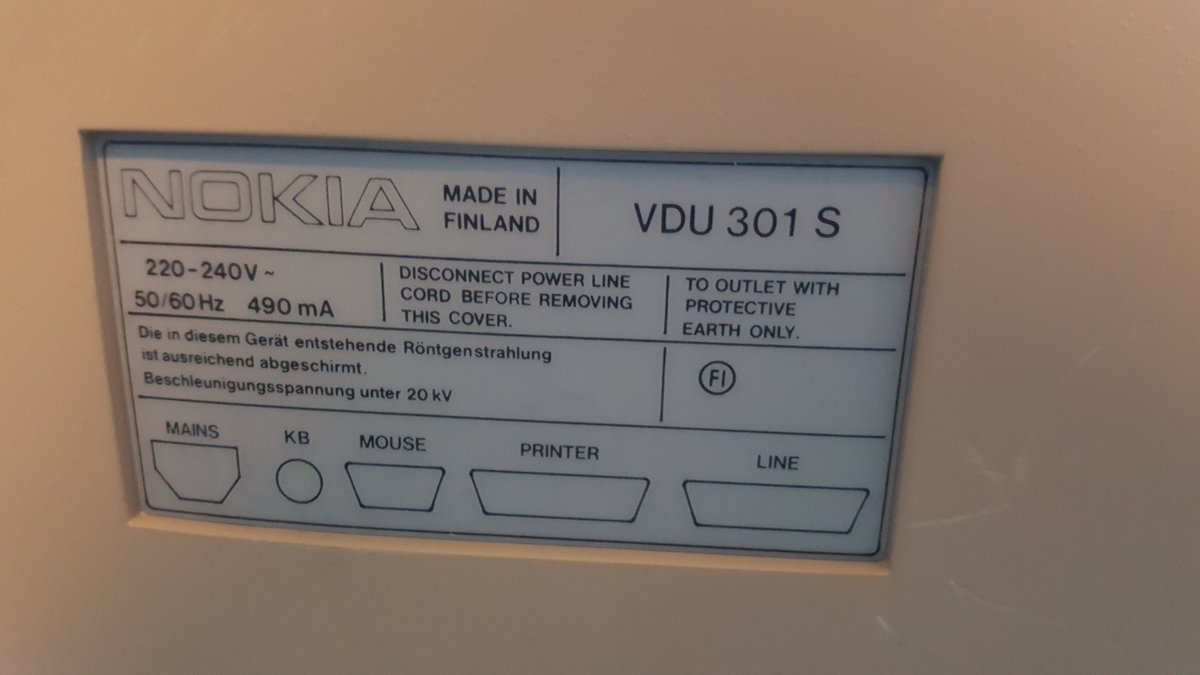 NOKIA
MADE IN
FINLAND
VDU 301 S
220-240V ~
50/60 Hz 490 mA
DISCONNECT POWER LINE
CORD BEFORE REMOVING
THIS COVER.
TO OUTLET WITH
PROTECTIVE
EARTH ONLY.
Die in diesem Gerät entstehende Röntgenstrahlung
ist ausreichend abgeschirmt.
Beschleunigungsspannung unter 20 kV
FI
MAINS
KB
MOUSE
PRINTER
LINE